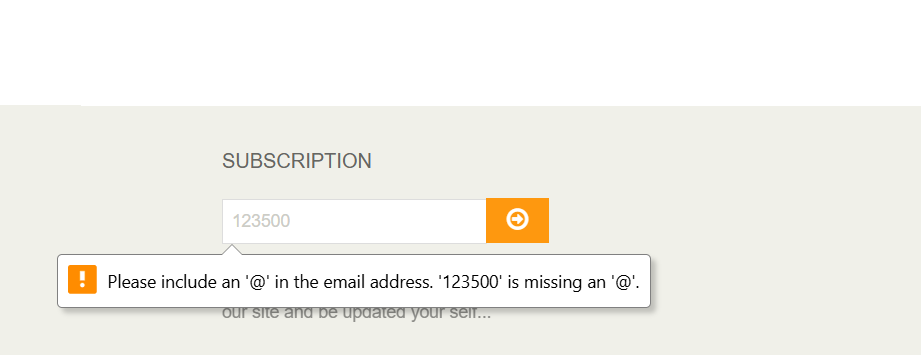 SUBSCRIPTION
123500
Please include an '@' in the email address. '123500' is missing an '@'.
our site and be updated your self...